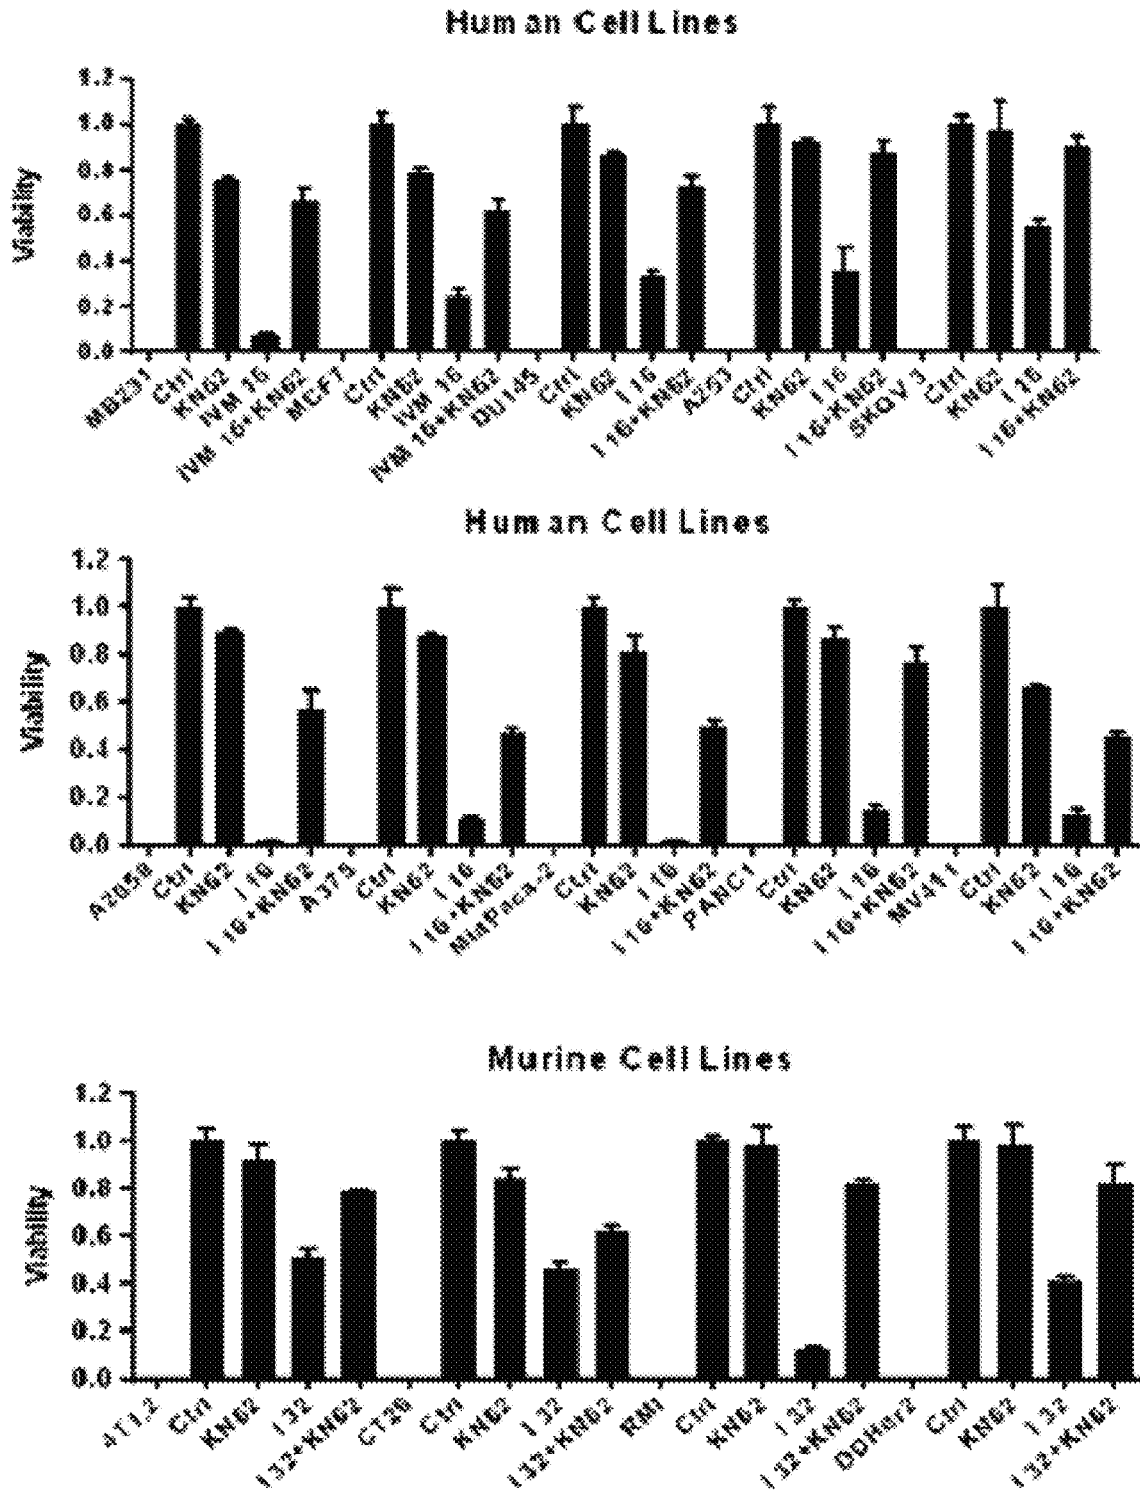 Human Cell Lines
Viability
1.2
1.0
0.8
0.6
0.4
0.2
0.0
MB231
Ctrl
KN62
IVM 16
IVM 16+KN62
MCF7
Ctrl
KN62
IVM 16
IVM 16+KN62
DU145
Ctrl
KN62
I 16
I 16+KN62
A253
Ctrl
KN62
I 16
I 16+KN62
SKOV 3
Ctrl
KN62
I 16
I 16+KN62
Human Cell Lines
Viability
1.2
1.0
0.8
0.6
0.4
0.2
0.0
A2058
Ctrl
KN62
I 16
I 16+KN62
A375
Ctrl
KN62
I 16
I 16+KN62
MiaPaca-2
Ctrl
KN62
I 16
I 16+KN62
PANC1
Ctrl
KN62
I 16
I 16+KN62
MV411
Ctrl
KN62
I 16
I 16+KN62
Murine Cell Lines
Viability
1.2
1.0
0.8
0.6
0.4
0.2
0.0
4T1.2
Ctrl
KN62
I 32
I 32+KN62
CT26
Ctrl
KN62
I 32
I 32+KN62
RM1
Ctrl
KN62
I 32
I 32+KN62
Ctrl
KN62
I 32
I 32+KN62